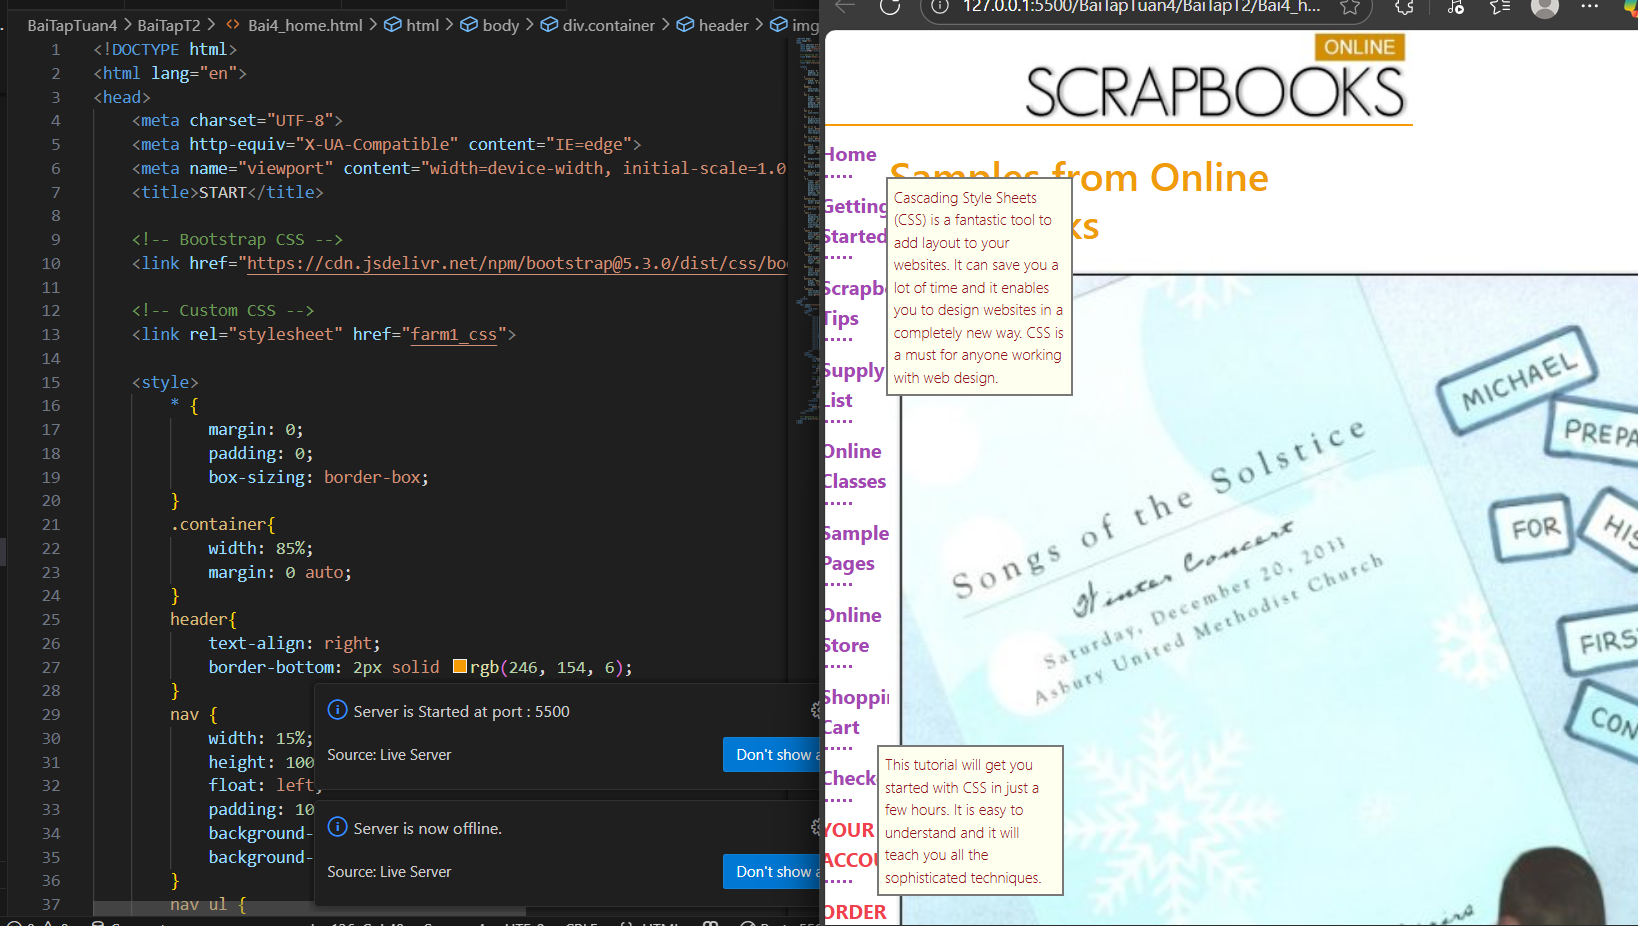 BaiTapTuan4 > BaiTapT2 > Bai4_home.html > html > body > div.container > header > img
1 <!DOCTYPE html>
2 <html lang="en">
3 <head>
4 <meta charset="UTF-8">
5 <meta http-equiv="X-UA-Compatible" content="IE=edge">
6 <meta name="viewport" content="width=device-width, initial-scale=1.0
7 <title>START</title>
8
9 <!-- Bootstrap CSS -->
10 <link href="https://cdn.jsdelivr.net/npm/bootstrap@5.3.0/dist/css/bo
11
12 <!-- Custom CSS -->
13 <link rel="stylesheet" href="farm1_css">
14
15 <style>
16 * {
17 margin: 0;
18 padding: 0;
19 box-sizing: border-box;
20 }
21 .container{
22 width: 85%;
23 margin: 0 auto;
24 }
25 header{
26 text-align: right;
27 border-bottom: 2px solid rgb(246, 154, 6);
28 }
29 nav {
30 width: 15%;
31 height: 100
32 float: left;
33 padding: 10
34 background-
35 background-
36 }
37 nav ul {
Server is Started at port : 5500
Source: Live Server
Don't show a
Server is now offline.
Source: Live Server
Don't show a
127.0.0.1:5500/BaiTapTuan4/BaiTapT2/Bai4_h...
ONLINE
SCRAPBOOKS
Home
Getting
Started
Scrapb
Tips
Supply
List
Online
Classes
Sample
Pages
Online
Store
Shoppin
Cart
Check
YOUR
ACCOU
ORDER
Samples from Online
ks
Cascading Style Sheets
(CSS) is a fantastic tool to
add layout to your
websites. It can save you a
lot of time and it enables
you to design websites in a
completely new way. CSS is
a must for anyone working
with web design.
This tutorial will get you
started with CSS in just a
few hours. It is easy to
understand and it will
teach you all the
sophisticated techniques.
MICHAEL
PREPA
FOR
HIS
FIRS
CON
Songs of the Solstice
Winter Concert
Saturday, December 20, 2011
Asbury United Methodist Church